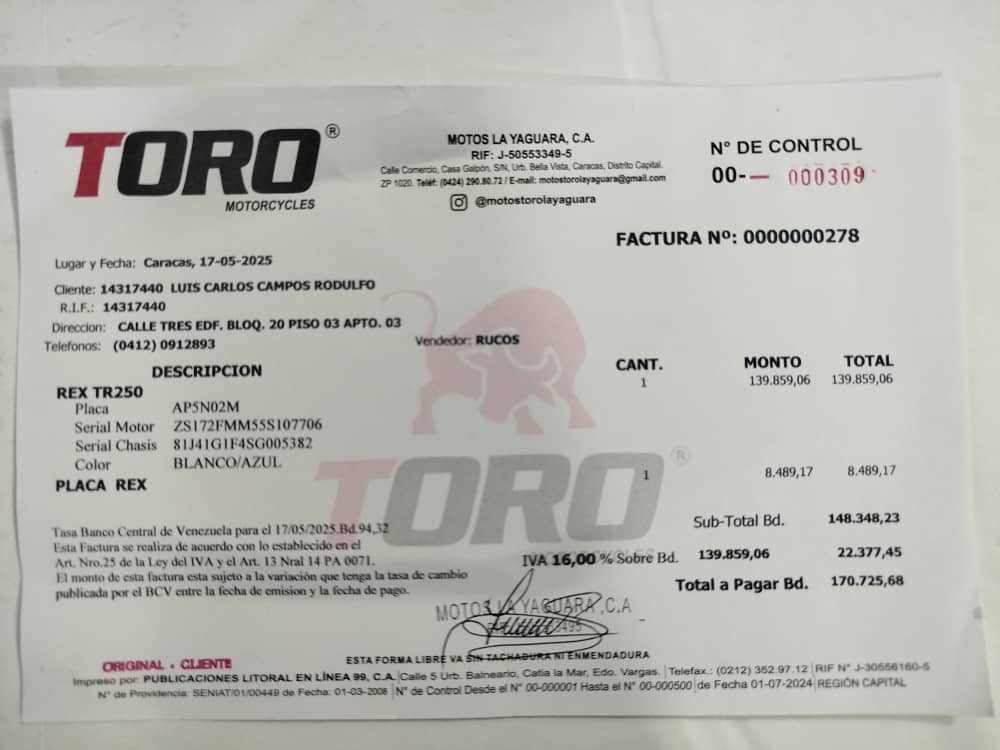 TORO®
MOTORCYCLES
MOTOS LA YAGUARA, C.A.
RIF: J-50553349-5
Calle Comercio, Casa Galpón, S/N, Urb. Bella Vista, Caracas, Distrito Capital.
ZP 1020. Teléf: (0424) 290.80.72 / E-mail: motostorolayaguara@gmail.com
@motostorolayaguara
N° DE CONTROL
00-— 000309
FACTURA Nº: 0000000278
Lugar y Fecha: Caracas, 17-05-2025
Cliente: 14317440 LUIS CARLOS CAMPOS RODULFO
R.I.F.: 14317440
Direccion: CALLE TRES EDF. BLOQ. 20 PISO 03 APTO. 03
Telefonos: (0412) 0912893
Vendedor: RUCOS
DESCRIPCION CANT. MONTO TOTAL
REX TR250 1 139.859,06 139.859,06
Placa AP5N02M
Serial Motor ZS172FMM55S107706
Serial Chasis 81J41G1F4SG005382
Color BLANCO/AZUL
PLACA REX 1 8.489,17 8.489,17
TORO®
Tasa Banco Central de Venezuela para el 17/05/2025.Bd.94,32
Esta Factura se realiza de acuerdo con lo establecido en el
Art. Nro.25 de la Ley del IVA y el Art. 13 Nral 14 PA 0071.
El monto de esta factura esta sujeto a la variación que tenga la tasa de cambio
publicada por el BCV entre la fecha de emision y la fecha de pago.
Sub-Total Bd. 148.348,23
IVA 16,00 % Sobre Bd. 139.859,06 22.377,45
Total a Pagar Bd. 170.725,68
MOTOS LA YAGUARA, C.A
ESTA FORMA LIBRE VA SIN TACHADURA NI ENMENDADURA
ORIGINAL - CLIENTE
Impreso por: PUBLICACIONES LITORAL EN LÍNEA 99, C.A. Calle 5 Urb. Balneario, Catia la Mar, Edo. Vargas. Telefax.: (0212) 352.97.12 RIF N° J-30556160-5
N° de Providencia: SENIAT/01/00449 de Fecha: 01-03-2008 N° de Control Desde el N° 00-000001 Hasta el N° 00-000500 de Fecha 01-07-2024 REGIÓN CAPITAL